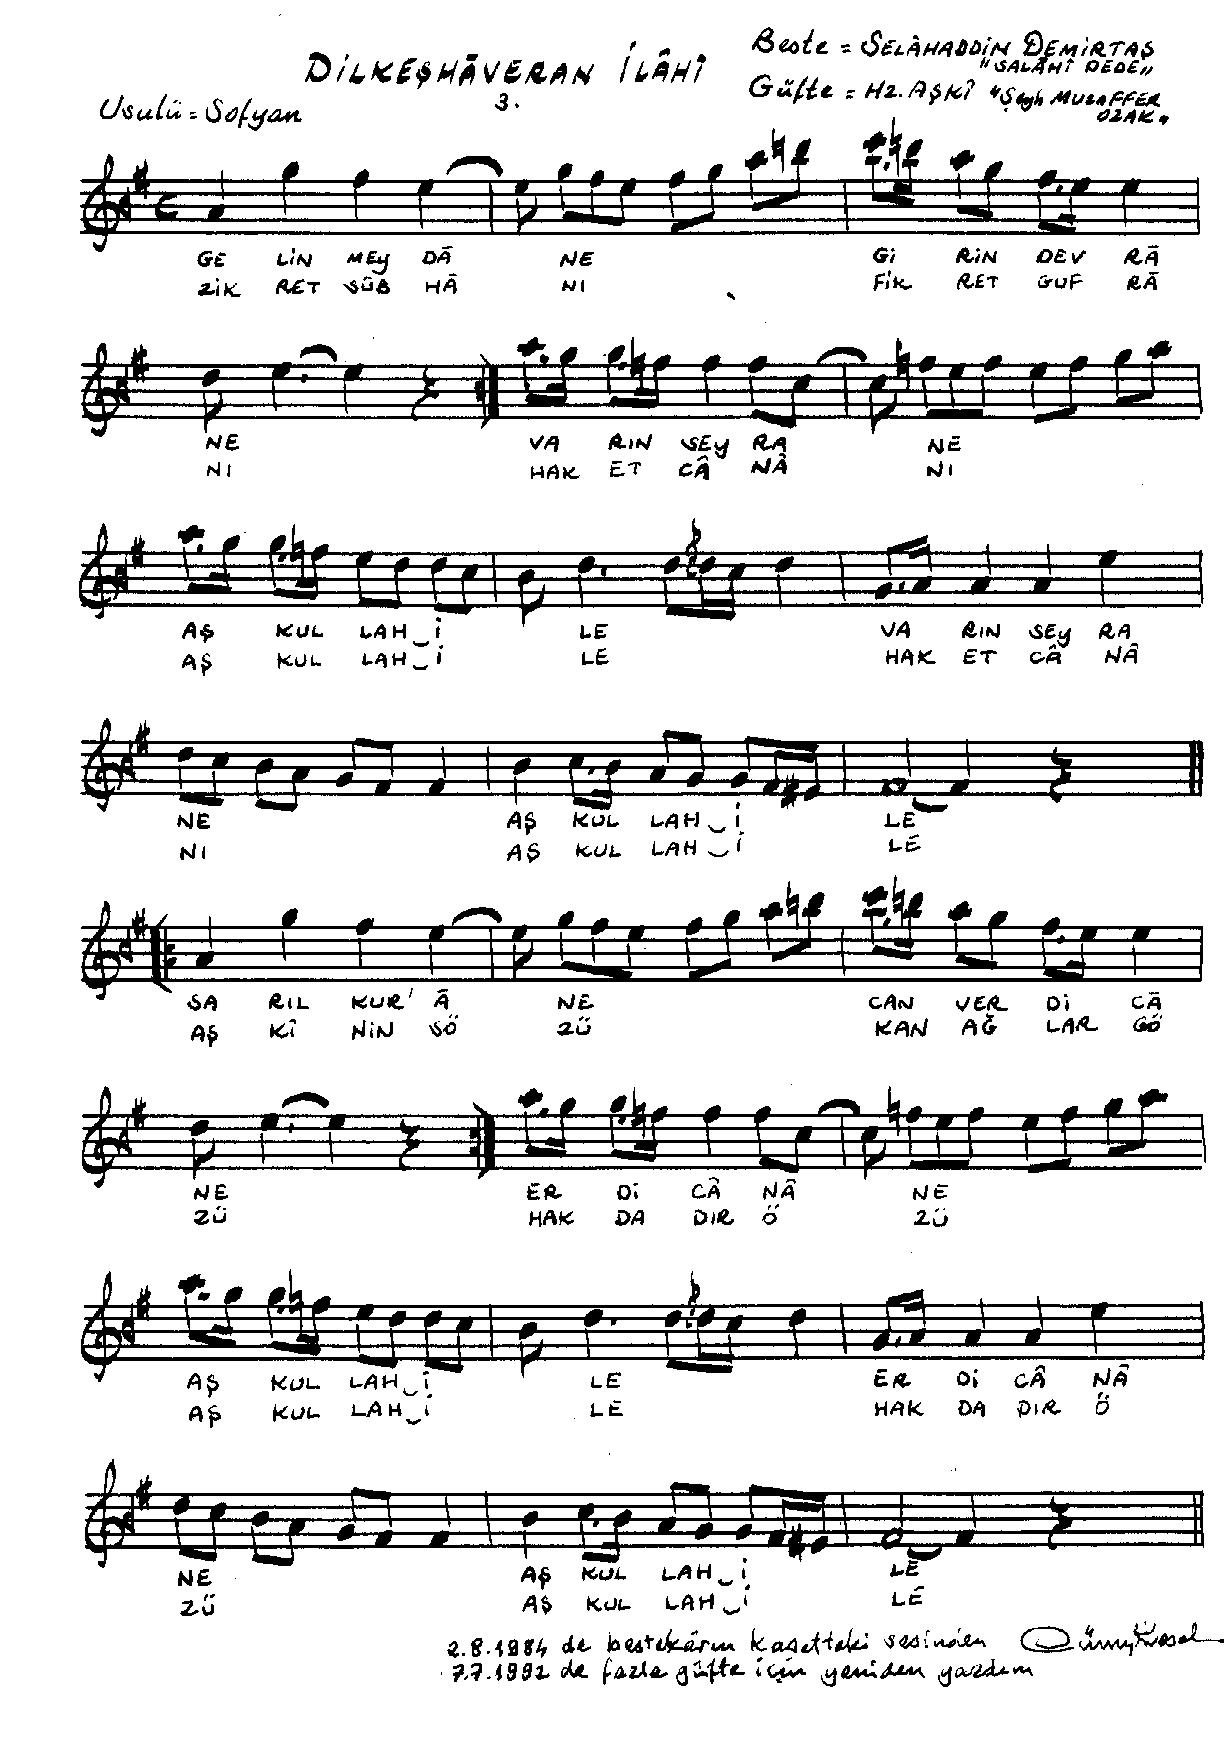 DİLKEŞHÂVERAN İLÂHÎ
3.
Beste = SELÂHADDİN DEMİRTAŞ
"SALÂHÎ DEDE"
Güfte = Hz. AŞKÎ "Şeyh MUZAFFER
OZAK"
Usulü = Sofyan
GE LİN MEY DÂ NE Gİ RİN DEV RÂ
ZİK RET SÜB HÂ NI FİK RET GUF RÂ
NE VA RIN SEY RA NE
NI HAK ET CÂ NÂ NI
AŞ KUL LAH‿İ LE VA RIN SEY RA
AŞ KUL LAH‿İ LE HAK ET CÂ NÂ
NE AŞ KUL LAH‿İ LE
NI AŞ KUL LAH‿İ LE
SA RIL KUR' Â NE CAN VER Dİ CÂ
AŞ KÎ NİN SÖ ZÜ KAN AĞ LAR GÖ
NE ER Dİ CÂ NÂ NE
ZÜ HAK DA DIR Ö ZÜ
AŞ KUL LAH‿İ LE ER Dİ CÂ NÂ
AŞ KUL LAH‿İ LE HAK DA DIR Ö
NE AŞ KUL LAH‿İ LE
ZÜ AŞ KUL LAH‿İ LE
2.8.1984 de bestekârın kasetteki sesinden
7.7.1992 de fazla güfte için yeniden yazdım